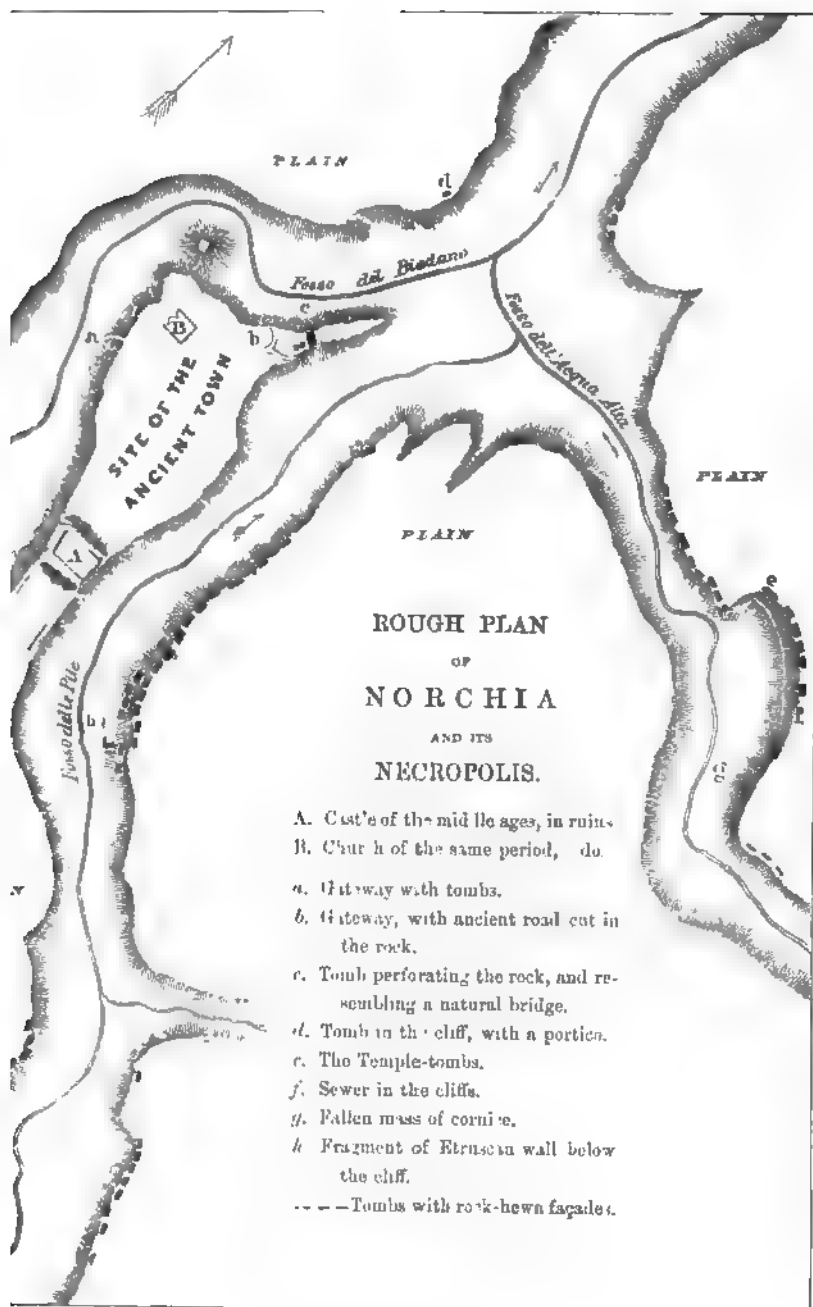 PLAIN
d
Fosso del Biedano
c
B
b
a
SITE OF THE
ANCIENT TOWN
Fosso dell'Acqua Alta
PLAIN
PLAIN
A
e
Fosso delle Pile
h
f
g
N
ROUGH PLAN
OF
NORCHIA
AND ITS
NECROPOLIS.
A. Castle of the middle ages, in ruins
B. Church of the same period, do.
a. Gateway with tombs.
b. Gateway, with ancient road cut in
the rock.
c. Tomb perforating the rock, and re-
sembling a natural bridge.
d. Tomb in the cliff, with a portico.
e. The Temple-tombs.
f. Sewer in the cliffs.
g. Fallen mass of cornice.
h Fragment of Etruscan wall below
the cliff.
---- Tombs with rock-hewn façades.